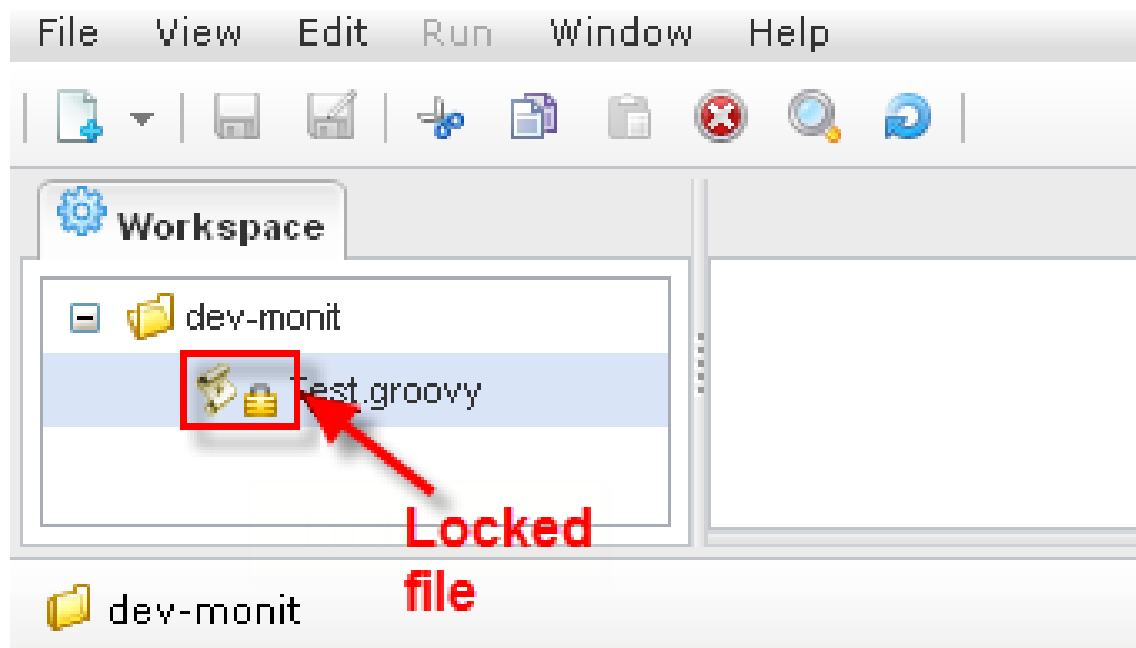 File View Edit Run Window Help
Workspace
dev-monit
Test.groovy
Locked
file
dev-monit